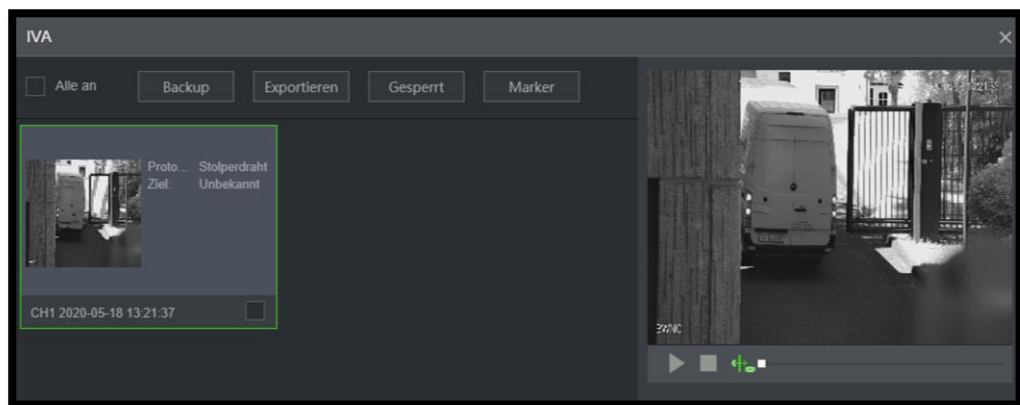 IVA
Alle an
Backup
Exportieren
Gesperrt
Marker
Proto... Stolperdraht
Ziel: Unbekannt
CH1 2020-05-18 13:21:37